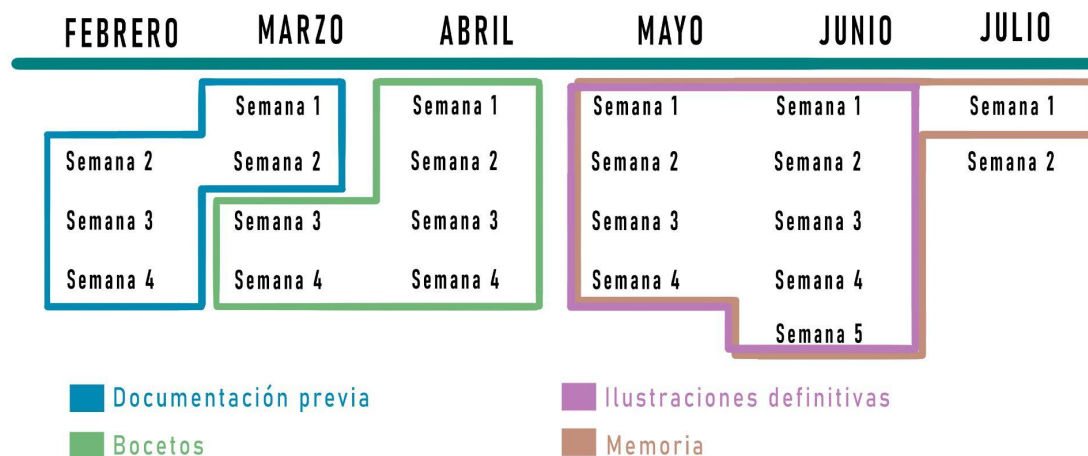 FEBRERO MARZO ABRIL MAYO JUNIO JULIO
Semana 1 Semana 1 Semana 1 Semana 1 Semana 1
Semana 2 Semana 2 Semana 2 Semana 2 Semana 2 Semana 2
Semana 3 Semana 3 Semana 3 Semana 3 Semana 3
Semana 4 Semana 4 Semana 4 Semana 4 Semana 4
Semana 5
Documentación previa Ilustraciones definitivas
Bocetos Memoria